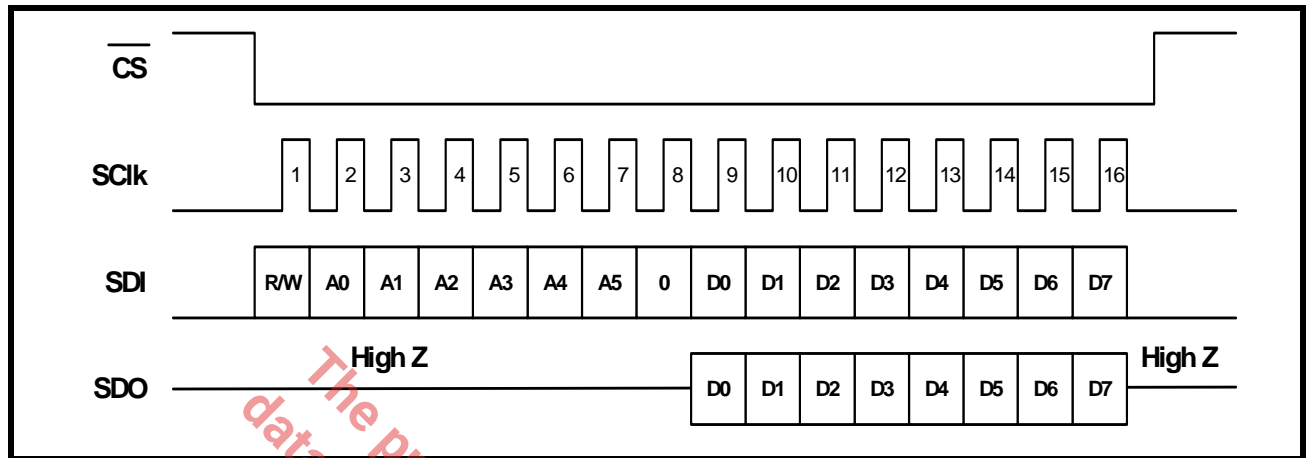 CS
SClk
1 2 3 4 5 6 7 8 9 10 11 12 13 14 15 16
SDI
R/W A0 A1 A2 A3 A4 A5 0 D0 D1 D2 D3 D4 D5 D6 D7
High Z
High Z
SDO
D0 D1 D2 D3 D4 D5 D6 D7
The